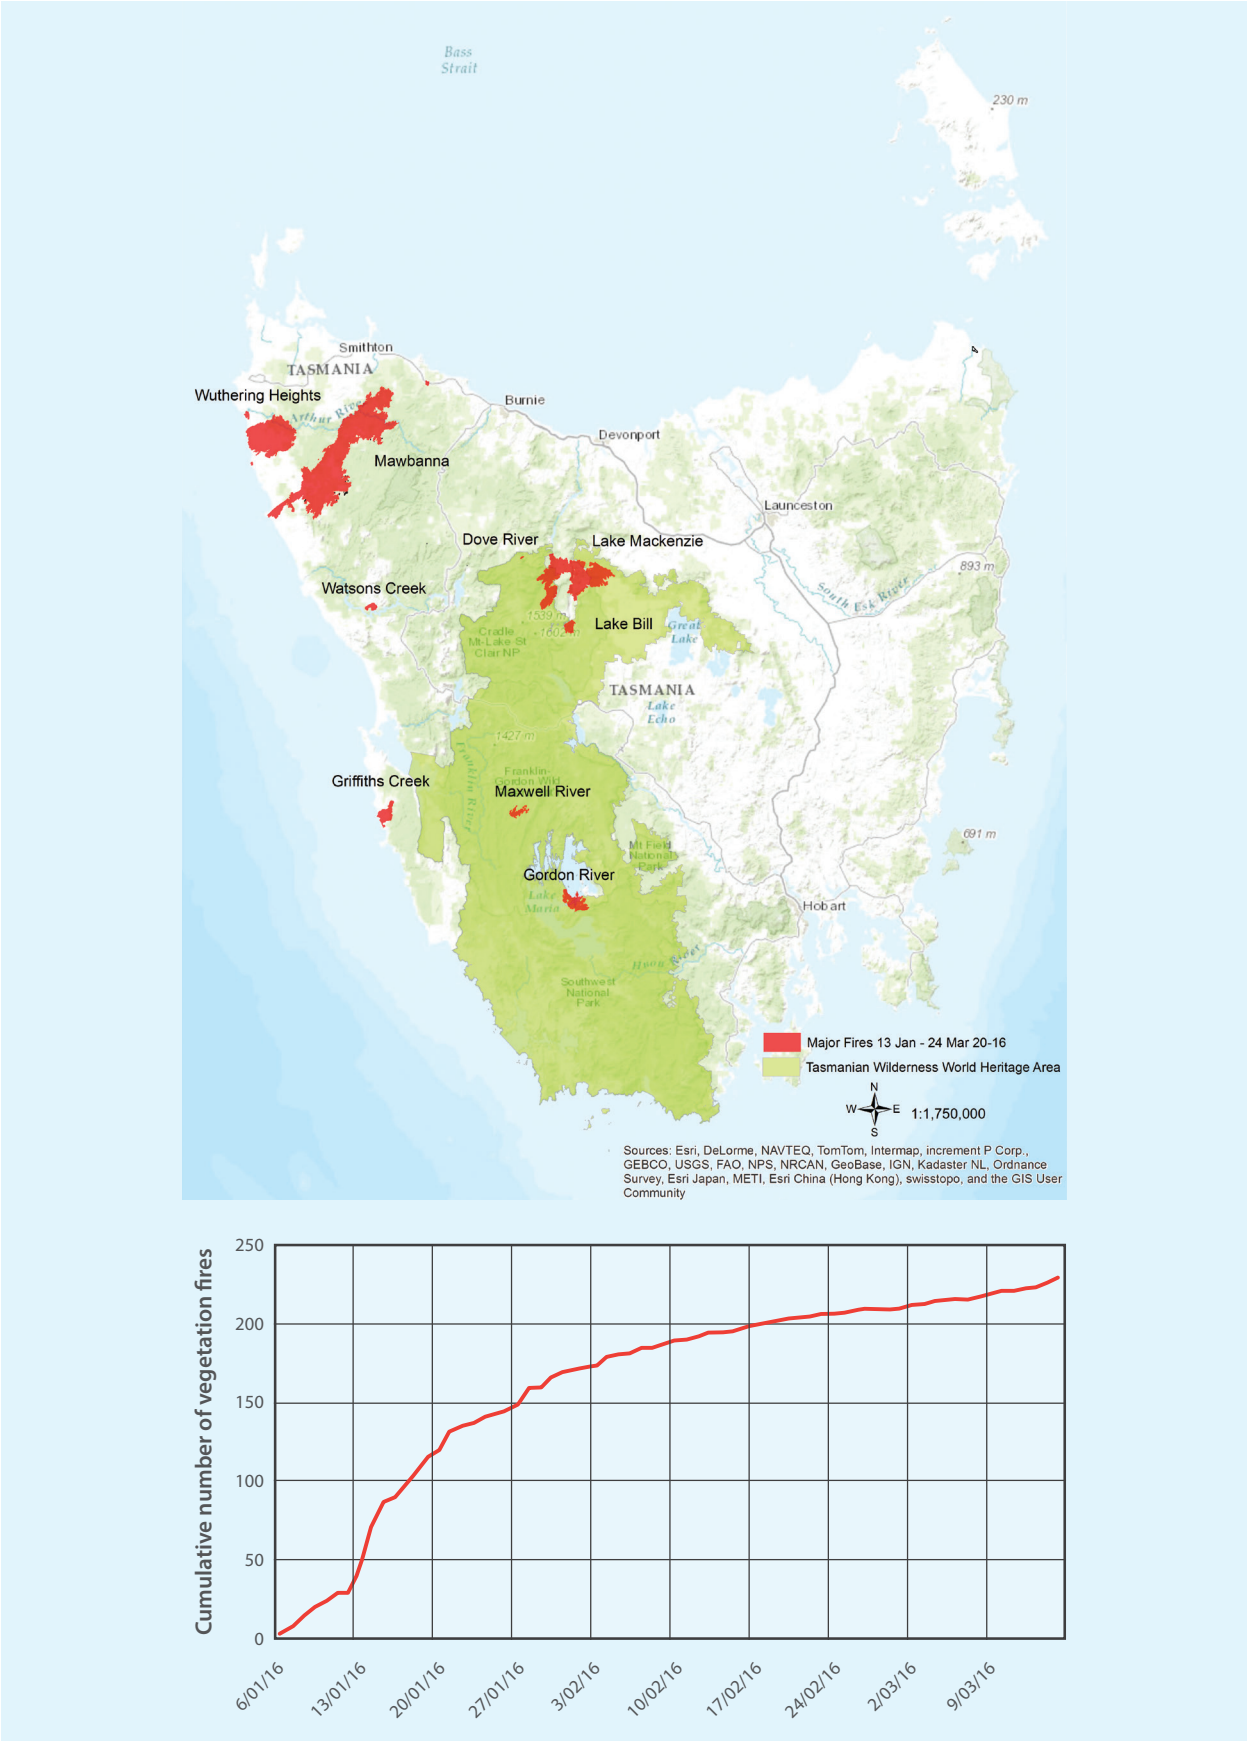 Bass
Strait
230 m
Smithton
TASMANIA
Wuthering Heights
Arthur River
Burnie
Devonport
Mawbanna
Launceston
Dove River
Lake Mackenzie
893 m
South Esk River
Watsons Creek
1539 m
Lake Bill
Great
Lake
Cradle
Mt-Lake St
Clair NP
1602 m
TASMANIA
Lake
Echo
1427 m
Franklin River
Franklin-
Gordon Wild
Griffiths Creek
Maxwell River
691 m
Mt Field
National
Park
Gordon River
Lake
Maria
Hobart
Huon River
Southwest
National
Park
Major Fires 13 Jan - 24 Mar 20-16
Tasmanian Wilderness World Heritage Area
N
W E
S
1:1,750,000
Sources: Esri, DeLorme, NAVTEQ, TomTom, Intermap, increment P Corp.,
GEBCO, USGS, FAO, NPS, NRCAN, GeoBase, IGN, Kadaster NL, Ordnance
Survey, Esri Japan, METI, Esri China (Hong Kong), swisstopo, and the GIS User
Community
Cumulative number of vegetation fires
250
200
150
100
50
0
6/01/16
13/01/16
20/01/16
27/01/16
3/02/16
10/02/16
17/02/16
24/02/16
2/03/16
9/03/16